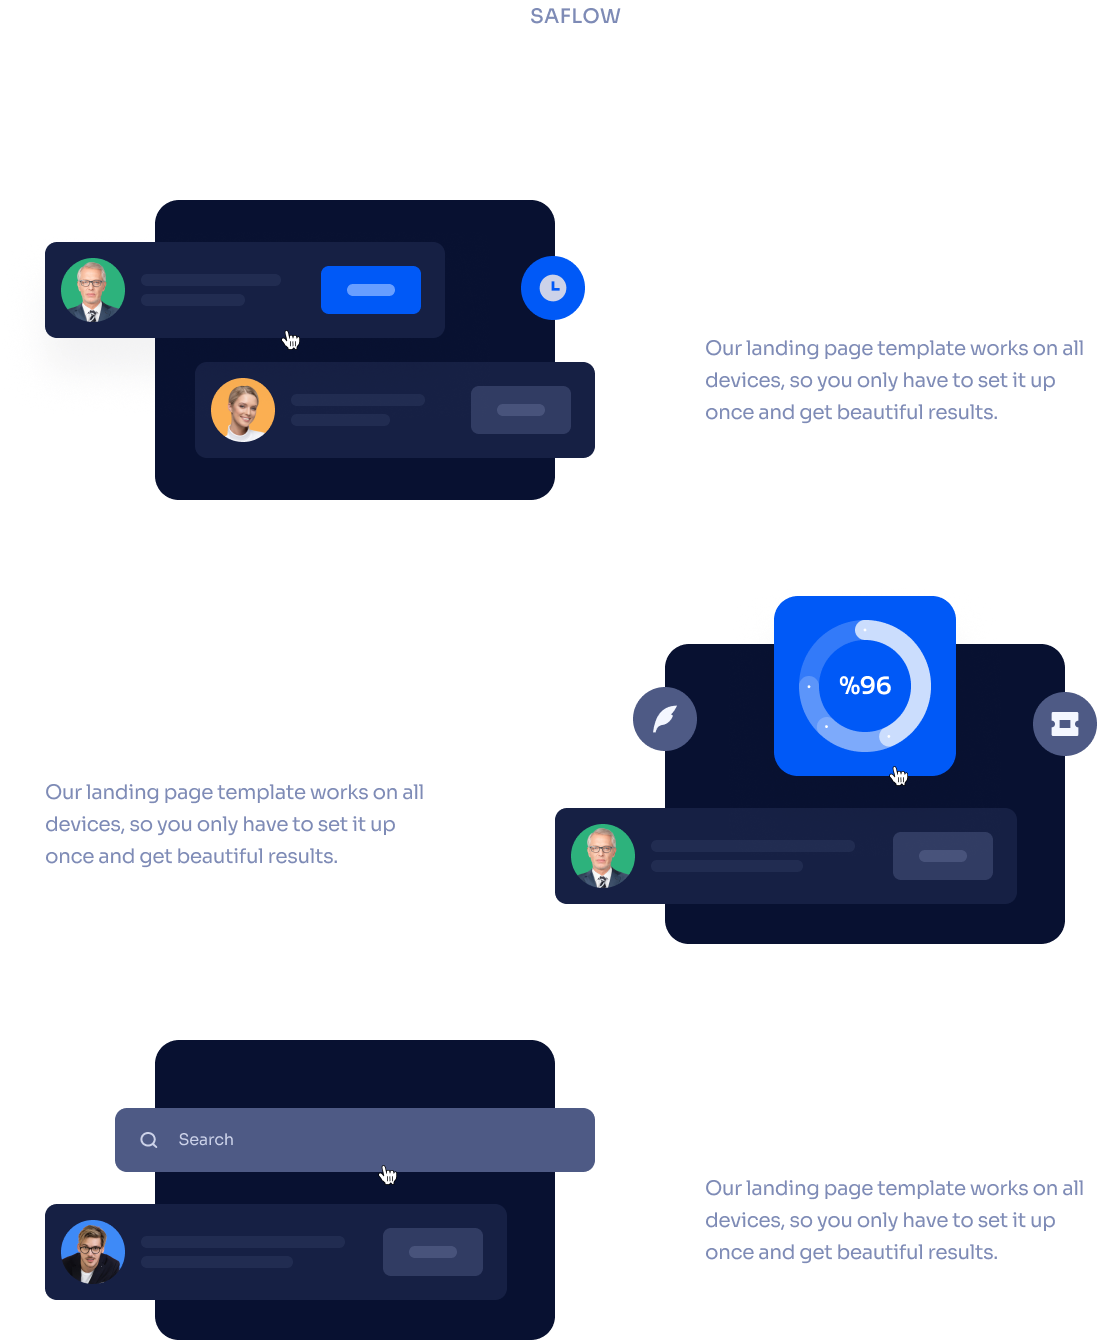 SAFLOW
Our landing page template works on all
devices, so you only have to set it up
once and get beautiful results.
%96
Our landing page template works on all
devices, so you only have to set it up
once and get beautiful results.
Search
Our landing page template works on all
devices, so you only have to set it up
once and get beautiful results.